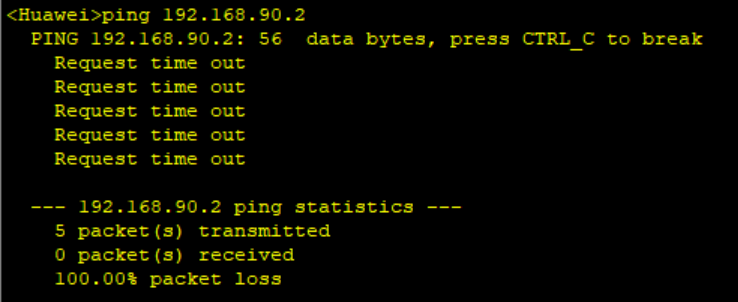 <Huawei>ping 192.168.90.2
PING 192.168.90.2: 56  data bytes, press CTRL_C to break
Request time out
Request time out
Request time out
Request time out
Request time out
--- 192.168.90.2 ping statistics ---
5 packet(s) transmitted
0 packet(s) received
100.00% packet loss